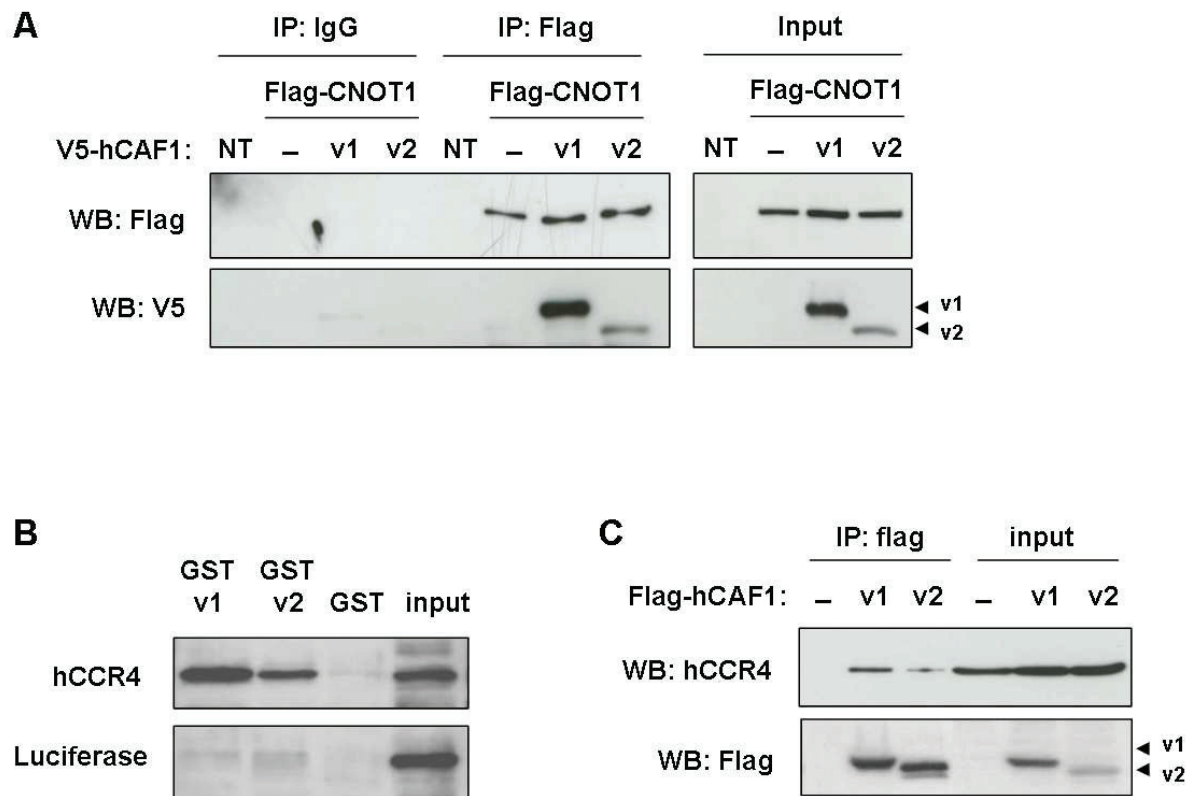 A
IP: IgG IP: Flag Input
Flag-CNOT1 Flag-CNOT1 Flag-CNOT1
V5-hCAF1: NT – v1 v2 NT – v1 v2 NT – v1 v2
WB: Flag
WB: V5
v1
v2
B
GST GST
v1 v2 GST input
hCCR4
Luciferase
C
IP: flag input
Flag-hCAF1: – v1 v2 – v1 v2
WB: hCCR4
WB: Flag
v1
v2